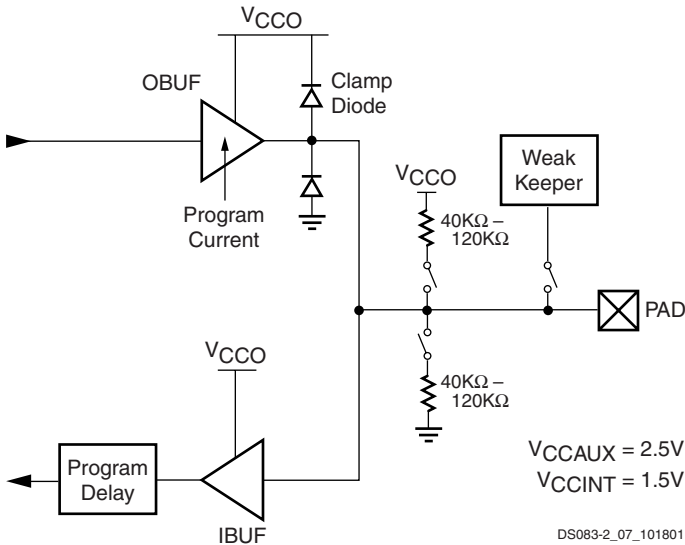 VCCO
OBUF
Clamp
Diode
Program
Current
VCCO
40KΩ –
120KΩ
Weak
Keeper
PAD
VCCO
40KΩ –
120KΩ
Program
Delay
IBUF
VCCAUX = 2.5V
VCCINT = 1.5V
DS083-2_07_101801